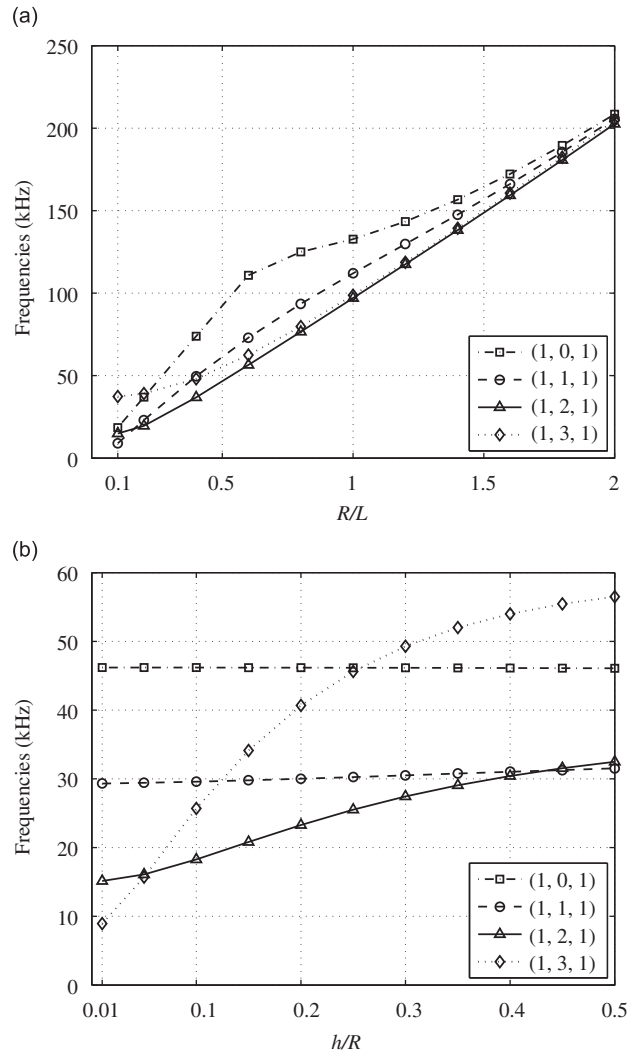 (a)
250
200
150
100
50
0
Frequencies (kHz)
0.1
0.5
1
1.5
2
R/L
(1, 0, 1)
(1, 1, 1)
(1, 2, 1)
(1, 3, 1)
(b)
60
50
40
30
20
10
0
Frequencies (kHz)
0.01
0.1
0.2
0.3
0.4
0.5
h/R
(1, 0, 1)
(1, 1, 1)
(1, 2, 1)
(1, 3, 1)